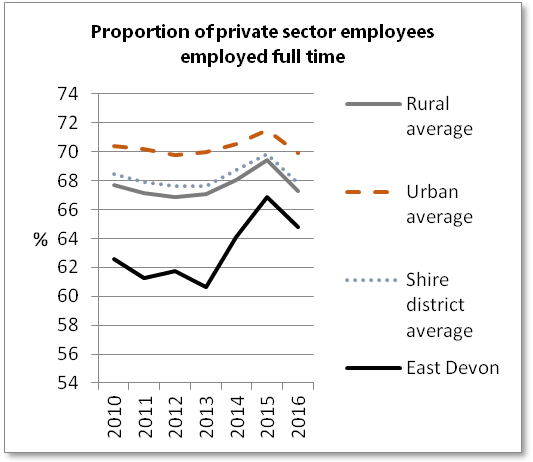 Proportion of private sector employees
employed full time
74
72
70
68
66
64
62
60
58
56
54
%
2010
2011
2012
2013
2014
2015
2016
Rural
average
Urban
average
Shire
district
average
East Devon